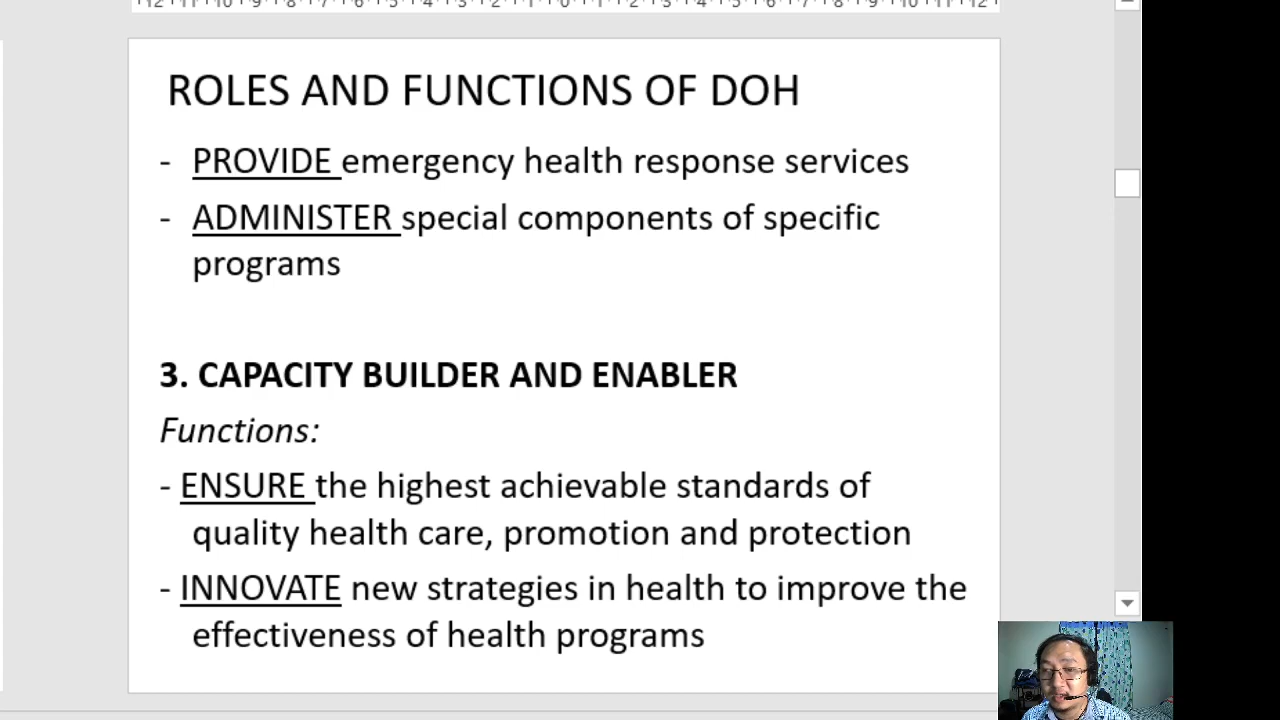 ROLES AND FUNCTIONS OF DOH
- PROVIDE emergency health response services
- ADMINISTER special components of specific
programs
3. CAPACITY BUILDER AND ENABLER
Functions:
- ENSURE the highest achievable standards of
quality health care, promotion and protection
- INNOVATE new strategies in health to improve the
effectiveness of health programs